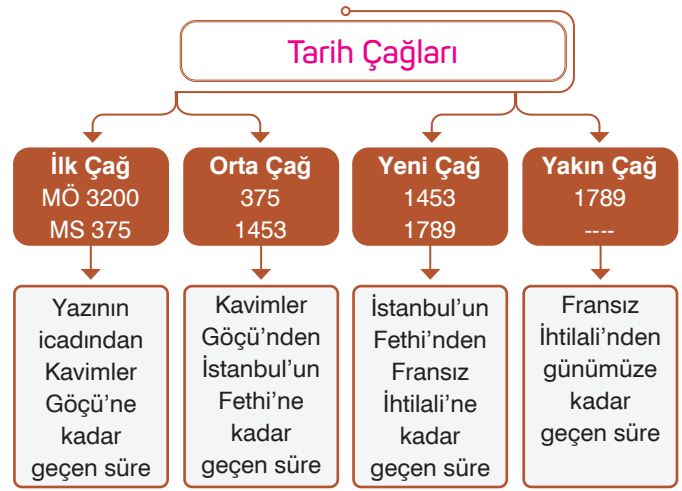 Tarih Çağları
İlk Çağ
MÖ 3200
MS 375
Orta Çağ
375
1453
Yeni Çağ
1453
1789
Yakın Çağ
1789
----
Yazının
icadından
Kavimler
Göçü’ne
kadar
geçen süre
Kavimler
Göçü’nden
İstanbul’un
Fethi’ne
kadar
geçen süre
İstanbul’un
Fethi’nden
Fransız
İhtilali’ne
kadar
geçen süre
Fransız
İhtilali’nden
günümüze
kadar
geçen süre